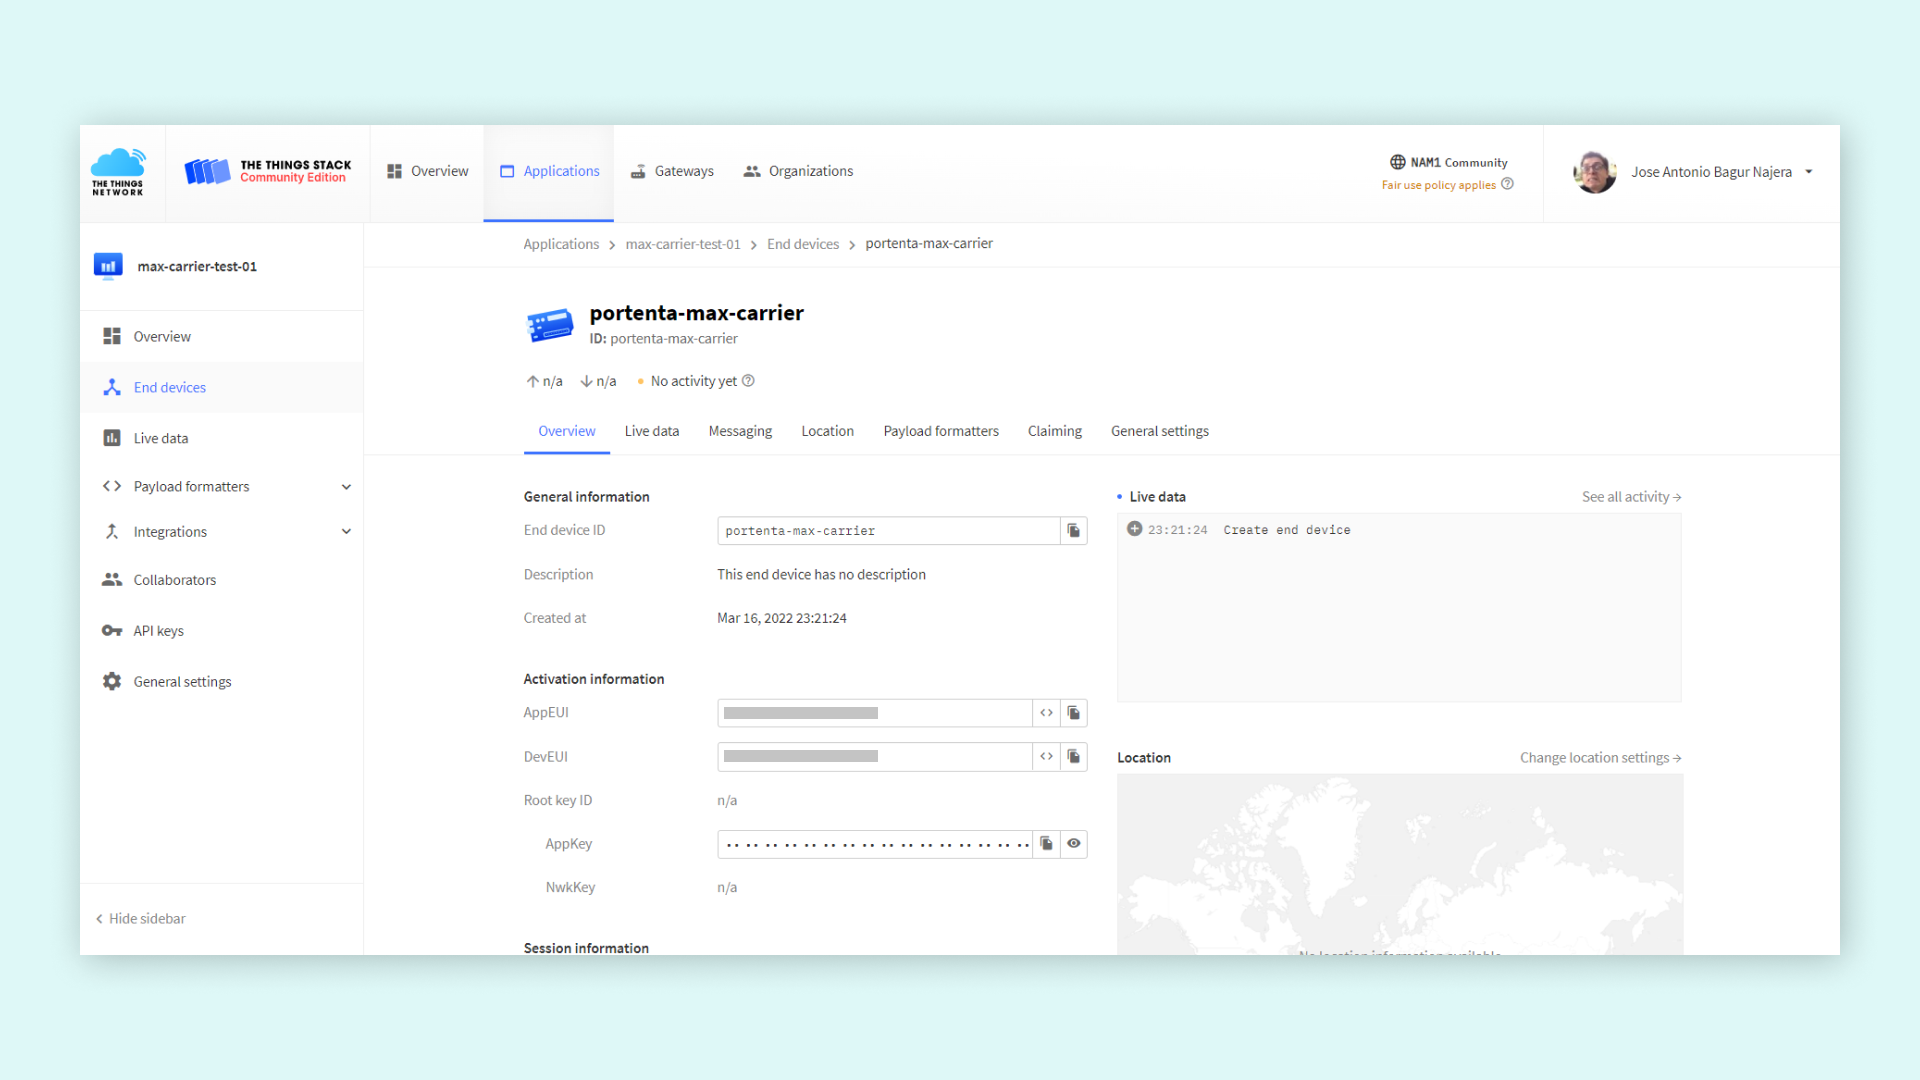 THE THINGS
NETWORK
THE THINGS STACK
Community Edition
Overview
Applications
Gateways
Organizations
NAM1 Community
Fair use policy applies
Jose Antonio Bagur Najera
max-carrier-test-01
Overview
End devices
Live data
Payload formatters
Integrations
Collaborators
API keys
General settings
Hide sidebar
Applications > max-carrier-test-01 > End devices > portenta-max-carrier
portenta-max-carrier
ID: portenta-max-carrier
n/a n/a No activity yet
Overview Live data Messaging Location Payload formatters Claiming General settings
General information
End device ID portenta-max-carrier
Description This end device has no description
Created at Mar 16, 2022 23:21:24
Activation information
AppEUI
DevEUI
Root key ID n/a
AppKey
NwkKey n/a
Session information
Live data See all activity →
23:21:24 Create end device
Location Change location settings →
No location information available